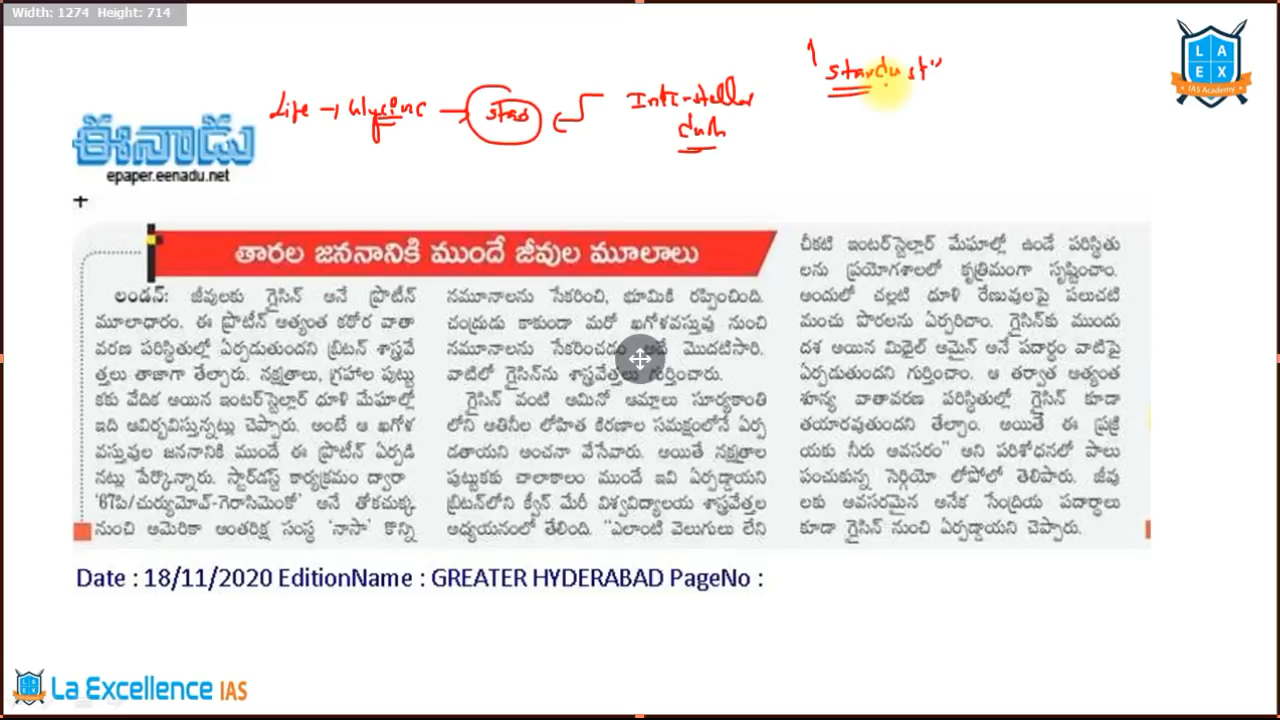 Width: 1274 Height: 714
LAEX
IAS Academy
"stardust"
Life → Glycine — star
Inter-stellar
ఈనాడు
epaper.eenadu.net
తారల జననానికి ముందే జీవుల మూలాలు
లండన్: జీవులకు గ్లైసిన్ అనే ప్రొటీన్
మూలాధారం. ఈ ప్రొటీన్ అత్యంత కఠోర వాతా
వరణ పరిస్థితుల్లో ఏర్పడుతుందని బ్రిటన్ శాస్త్రవే
త్తలు తాజాగా తేల్చారు. నక్షత్రాలు, గ్రహాల పుట్టు
కకు వేదిక అయిన ఇంటర్‌స్టెల్లార్ ధూళి మేఘాల్లో
ఇది ఆవిర్భవిస్తున్నట్లు చెప్పారు. అంటే ఆ ఖగోళ
వస్తువుల జననానికి ముందే ఈ ప్రొటీన్ ఏర్పడి
నట్లు పేర్కొన్నారు. స్టార్‌డస్ట్ కార్యక్రమం ద్వారా
'67పి/చుర్యుమోవ్-గెరాసిమెంకో' అనే తోకచుక్క
నుంచి అమెరికా అంతరిక్ష సంస్థ 'నాసా' కొన్ని
నమూనాలను సేకరించి, భూమికి రప్పించింది.
చంద్రుడు కాకుండా మరో ఖగోళవస్తువు నుంచి
నమూనాలను సేకరించడం అదే మొదటిసారి.
వాటిలో గ్లైసిన్‌ను శాస్త్రవేత్తలు గుర్తించారు.
గ్లైసిన్ వంటి అమినో ఆమ్లాలు సూర్యకాంతి
లోని అతినీల లోహిత కిరణాల సమక్షంలోనే ఏర్ప
డతాయని అంచనా వేసేవారు. అయితే నక్షత్రాల
పుట్టుకకు చాలాకాలం ముందే ఇవి ఏర్పడ్డాయని
బ్రిటన్‌లోని క్వీన్ మేరీ విశ్వవిద్యాలయ శాస్త్రవేత్తల
అధ్యయనంలో తేలింది. "ఎలాంటి వెలుగులు లేని
చీకటి ఇంటర్‌స్టెల్లార్ మేఘాల్లో ఉండే పరిస్థితు
లను ప్రయోగశాలలో కృత్రిమంగా సృష్టించాం.
అందులో చల్లటి ధూళి రేణువులపై పలుచటి
మంచు పొరలను ఏర్పరిచాం. గ్లైసిన్‌కు ముందు
దశ అయిన మిథైల్ అమైన్ అనే పదార్థం వాటిపై
ఏర్పడుతుందని గుర్తించాం. ఆ తర్వాత అత్యంత
శూన్య వాతావరణ పరిస్థితుల్లో గ్లైసిన్ కూడా
తయారవుతుందని తేల్చాం. అయితే ఈ ప్రక్రి
యకు నీరు అవసరం" అని పరిశోధనలో పాలు
పంచుకున్న సెర్గియో లోపోలో తెలిపారు. జీవు
లకు అవసరమైన అనేక సేంద్రియ పదార్థాలు
కూడా గ్లైసిన్ నుంచి ఏర్పడ్డాయని చెప్పారు.
Date : 18/11/2020 EditionName : GREATER HYDERABAD PageNo :
La Excellence IAS